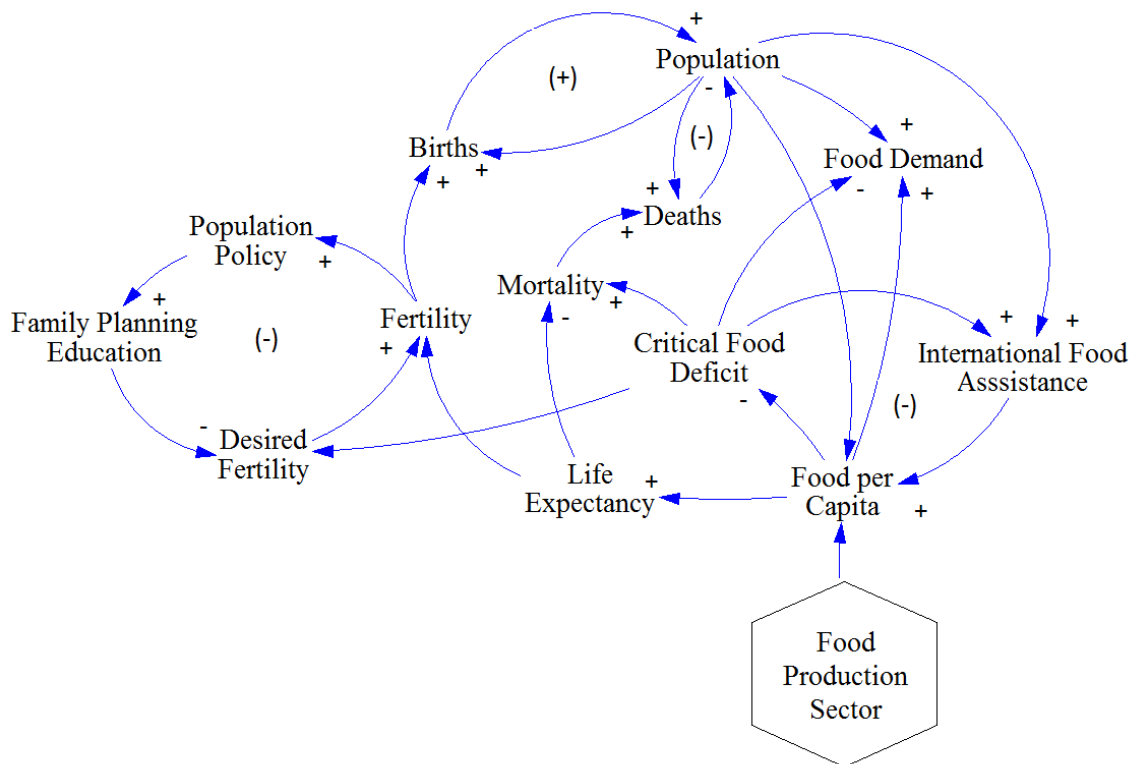 +
Population
(+)
-
(-)
+
Births
+
+
Food Demand
-
+
+
Deaths
+
Population
Policy
+
Mortality
+
-
+
Family Planning
Education
(-)
Fertility
+
Critical Food
Deficit
-
+
+
International Food
Asssistance
(-)
-
Desired
Fertility
Life
Expectancy
+
Food per
Capita
+
Food
Production
Sector